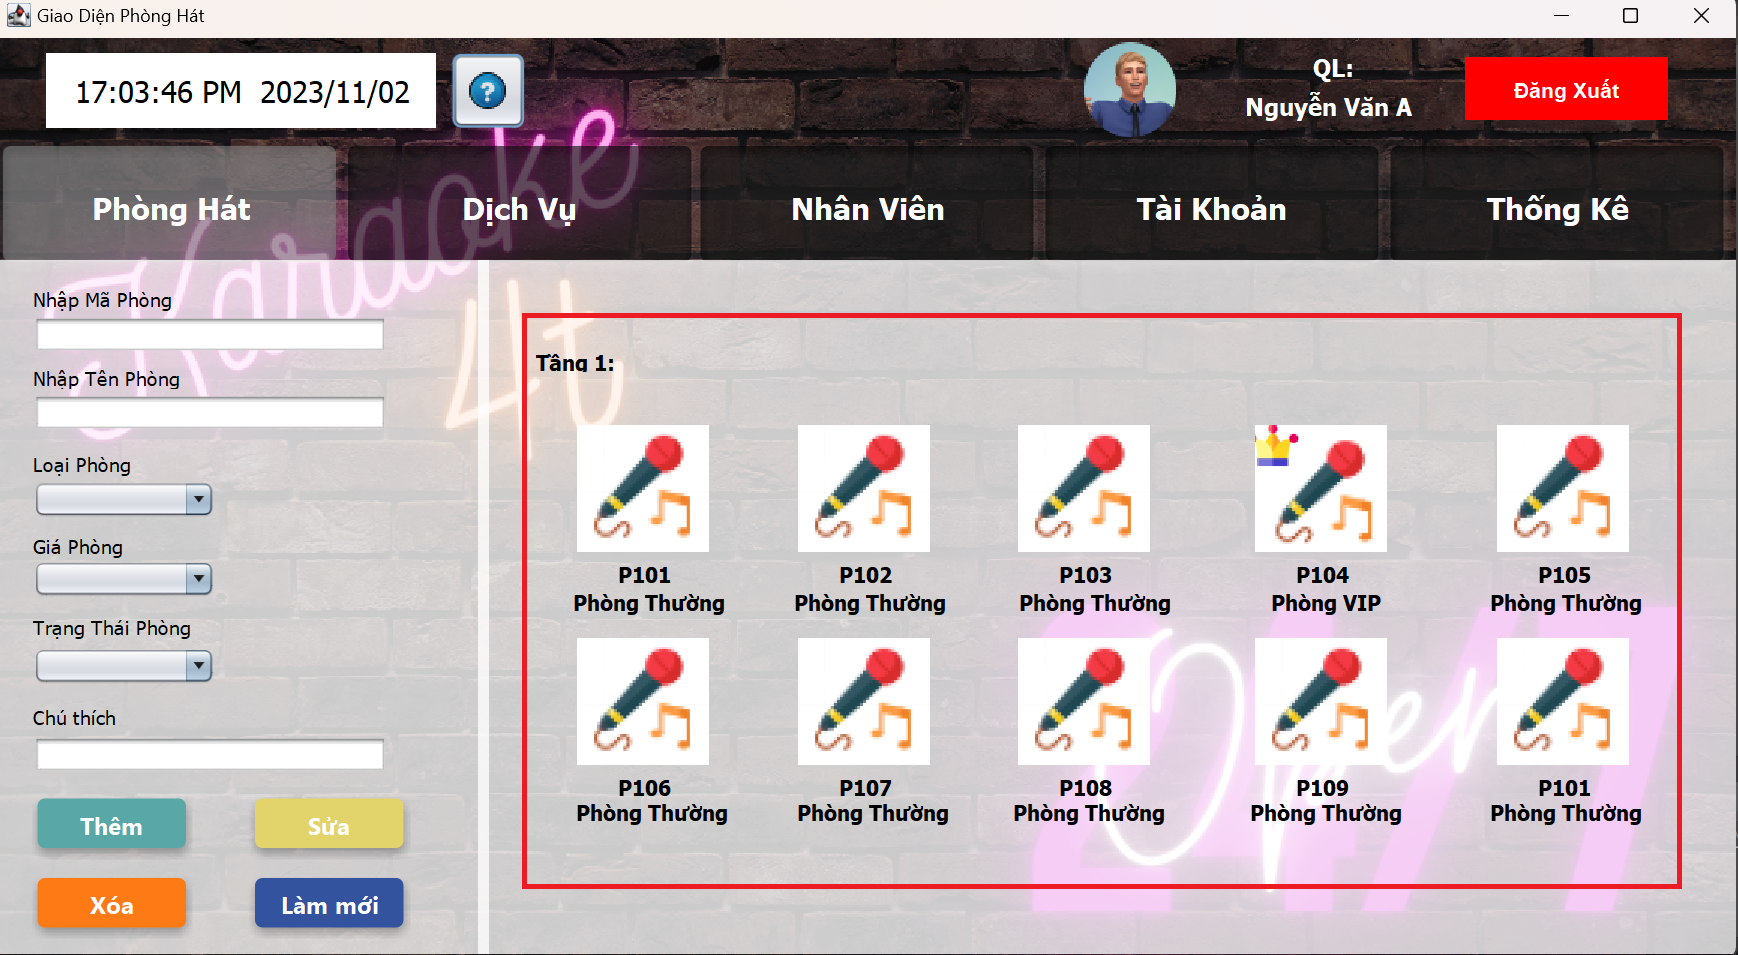 Giao Diện Phòng Hát
17:03:46 PM 2023/11/02
?
QL:
Nguyễn Văn A
Đăng Xuất
Karaoke
4t
Phòng Hát
Dịch Vụ
Nhân Viên
Tài Khoản
Thống Kê
Nhập Mã Phòng
Nhập Tên Phòng
Loại Phòng
Giá Phòng
Trạng Thái Phòng
Chú thích
Thêm
Sửa
Xóa
Làm mới
Tầng 1:
P101
Phòng Thường
P102
Phòng Thường
P103
Phòng Thường
P104
Phòng VIP
P105
Phòng Thường
P106
Phòng Thường
P107
Phòng Thường
P108
Phòng Thường
P109
Phòng Thường
P101
Phòng Thường
Open
24/7